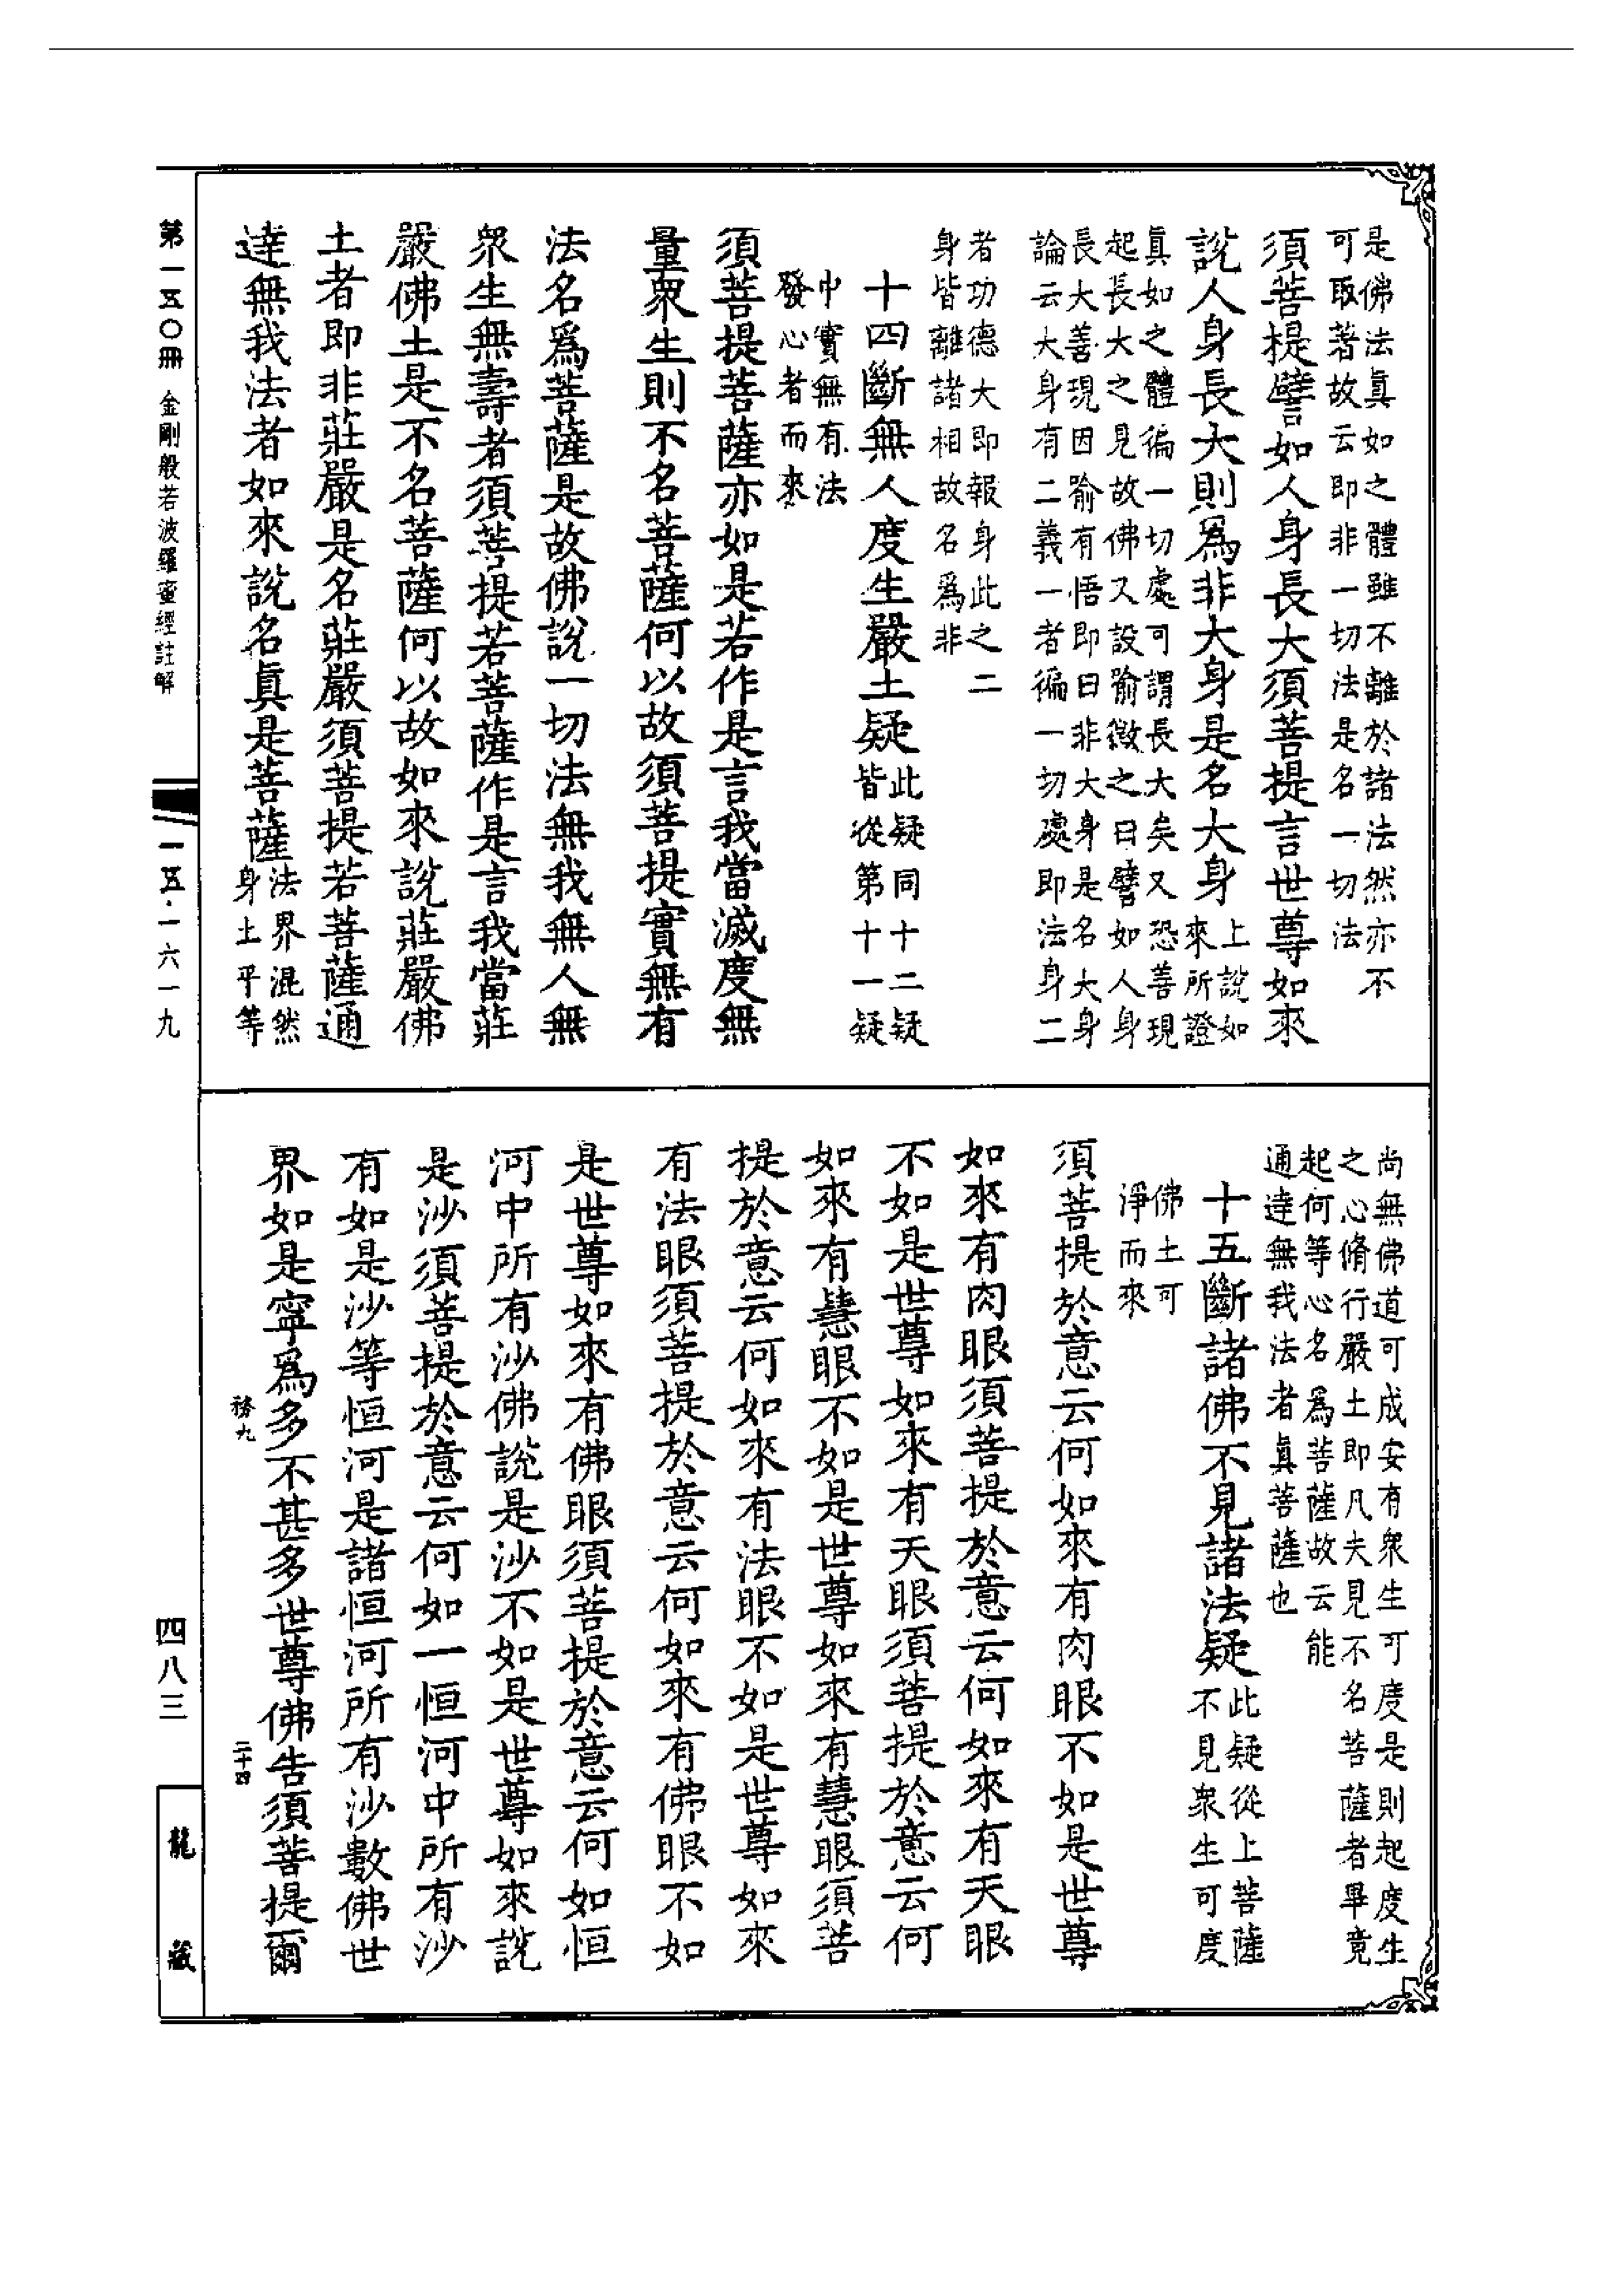 是佛法真如之體雖不離於諸法然亦不
可取著故云即非一切法是名一切法
須菩提譬如人身長大須菩提言世尊如來
說人身長大則爲非大身是名大身
上說如
來所證
真如之體徧一切處可謂長大矣又恐善現
起長大之見故佛又設喻徵之曰譬如人身
長大善現因喻有悟即曰非大身是名大身
論云大身有二義一者徧一切處即法身二
者功德大即報身此之二
身皆離諸相故名爲非
十四斷無人度生嚴土疑
此疑同十二疑
皆從第十一疑
中實無有法
發心者而來
須菩提菩薩亦如是若作是言我當滅度無
量衆生則不名菩薩何以故須菩提實無有
法名爲菩薩是故佛說一切法無我無人無
衆生無壽者須菩提若菩薩作是言我當莊
嚴佛土是不名菩薩何以故如來說莊嚴佛
土者即非莊嚴是名莊嚴須菩提若菩薩通
達無我法者如來說名真是菩薩
法界混然
身土平等
尚無佛道可成安有衆生可度是則起度生
之心脩行嚴土即凡夫見不名菩薩者畢竟
起何等心名爲菩薩故云能
通達無我法者真菩薩也
十五斷諸佛不見諸法疑
此疑從上菩薩
不見衆生可度
佛土可
淨而來
須菩提於意云何如來有肉眼不如是世尊
如來有肉眼須菩提於意云何如來有天眼
不如是世尊如來有天眼須菩提於意云何
如來有慧眼不如是世尊如來有慧眼須菩
提於意云何如來有法眼不如是世尊如來
有法眼須菩提於意云何如來有佛眼不如
是世尊如來有佛眼須菩提於意云何如恒
河中所有沙佛說是沙不如是世尊如來說
是沙須菩提於意云何如一恒河中所有沙
有如是沙等恒河是諸恒河所有沙數佛世
界如是寧爲多不甚多世尊佛告須菩提爾
務九
二十四
第一五〇冊
金剛般若波羅蜜經註解
一五·一六一九
四八三
龍藏